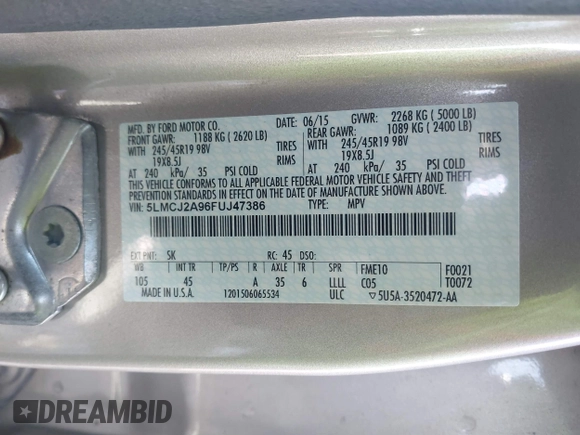 MFD. BY FORD MOTOR CO. DATE: 06/15 GVWR: 2268 KG ( 5000 LB)
FRONT GAWR: 1188 KG ( 2620 LB) REAR GAWR: 1089 KG ( 2400 LB)
WITH 245/45R19 98V TIRES WITH 245/45R19 98V TIRES
19X8.5J RIMS 19X8.5J RIMS
AT 240 kPa/ 35 PSI COLD AT 240 kPa/ 35 PSI COLD
THIS VEHICLE CONFORMS TO ALL APPLICABLE FEDERAL MOTOR VEHICLE SAFETY AND THEFT PREVENTION STANDARDS IN EFFECT ON THE DATE OF MANUFACTURE SHOWN ABOVE.
VIN: 5LMCJ2A96FUJ47386 TYPE: MPV
EXT PNT: SK RC: 45 DSO:
WB INT TR TP/PS R AXLE TR SPR FME10 F0021
105 45 A 35 6 LLLL C05 T0072
MADE IN U.S.A. 1201506065534 ULC 5U5A-3520472-AA
DREAMBID